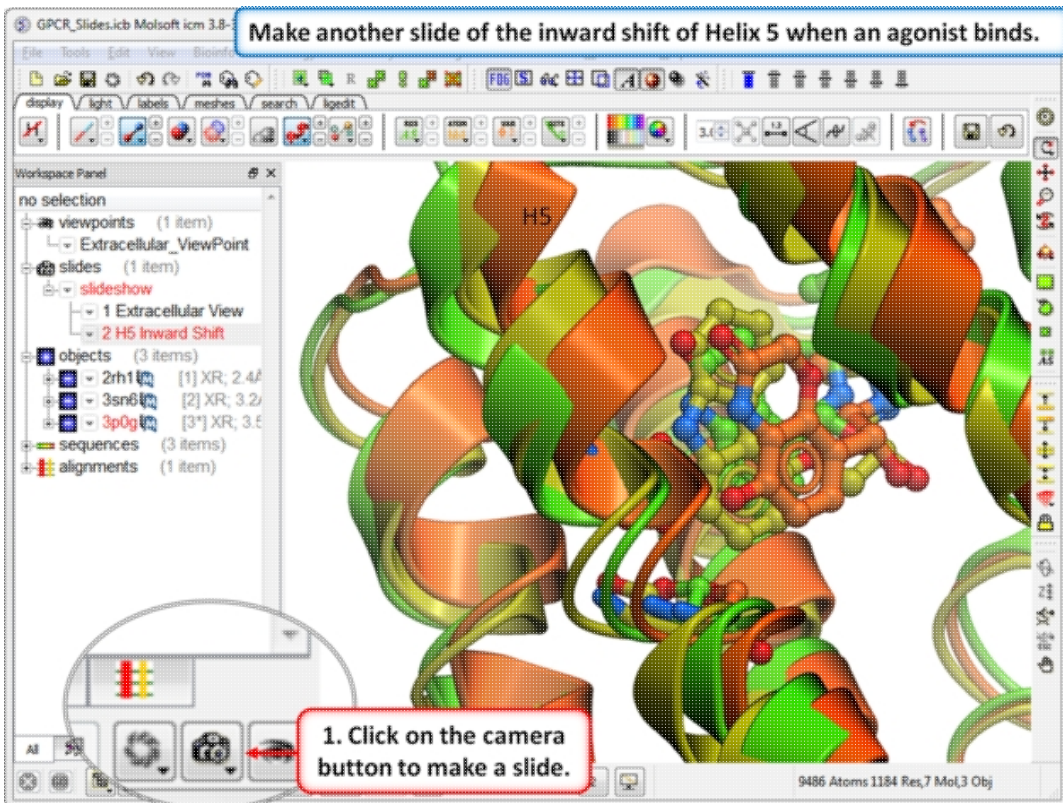 GPCR_Slides.icb Molsoft icm 3.8-3
Make another slide of the inward shift of Helix 5 when an agonist binds.
File Tools Edit View Bioinfo
display light labels meshes search ligedit
Workspace Panel
no selection
viewpoints (1 item)
Extracellular_ViewPoint
slides (1 item)
slideshow
1 Extracellular View
2 H5 Inward Shift
objects (3 items)
2rh1 [1] XR; 2.4Å
3sn6 [2] XR; 3.2
3p0g [3*] XR; 3.5
sequences (3 items)
alignments (1 item)
H5
1. Click on the camera
button to make a slide.
All
9486 Atoms 1184 Res,7 Mol,3 Obj